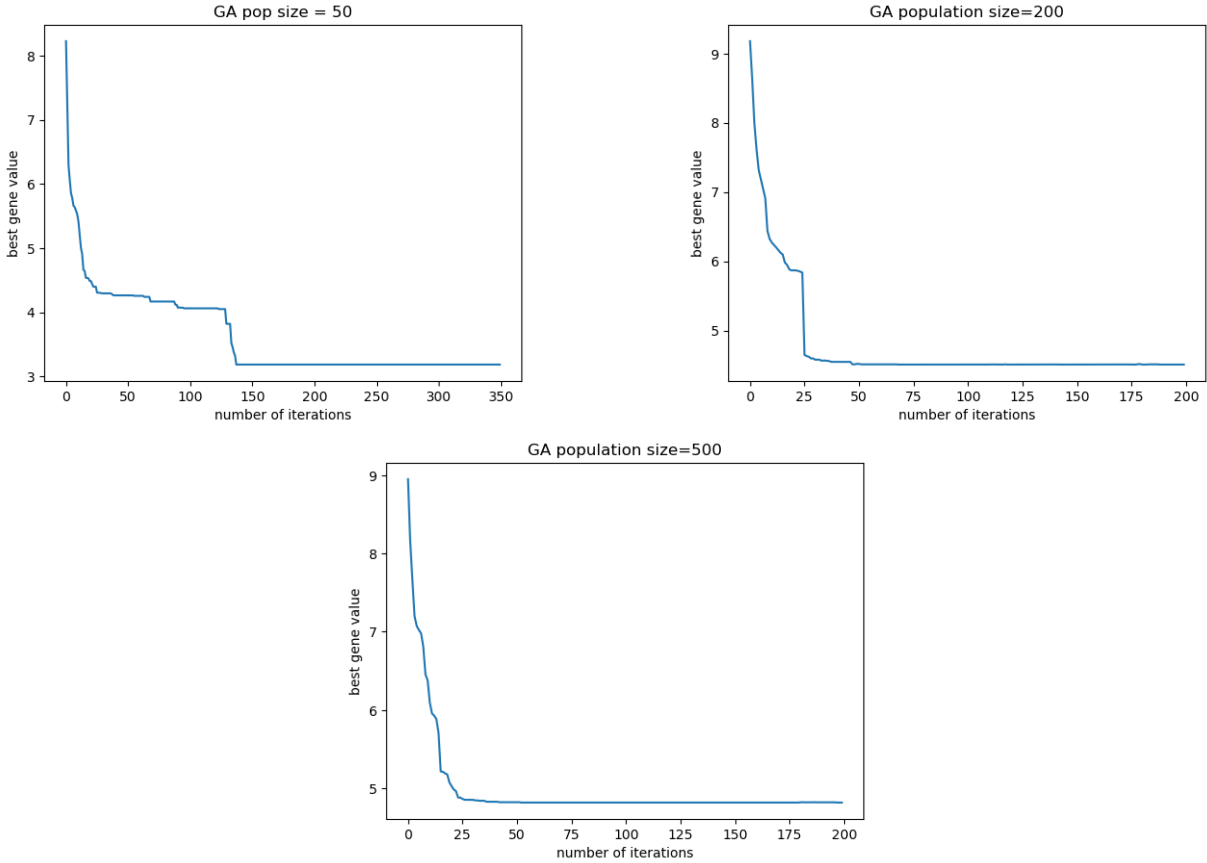 GA pop size = 50
8
7
6
5
4
3
best gene value
0 50 100 150 200 250 300 350
number of iterations
GA population size=200
9
8
7
6
5
best gene value
0 25 50 75 100 125 150 175 200
number of iterations
GA population size=500
9
8
7
6
5
best gene value
0 25 50 75 100 125 150 175 200
number of iterations